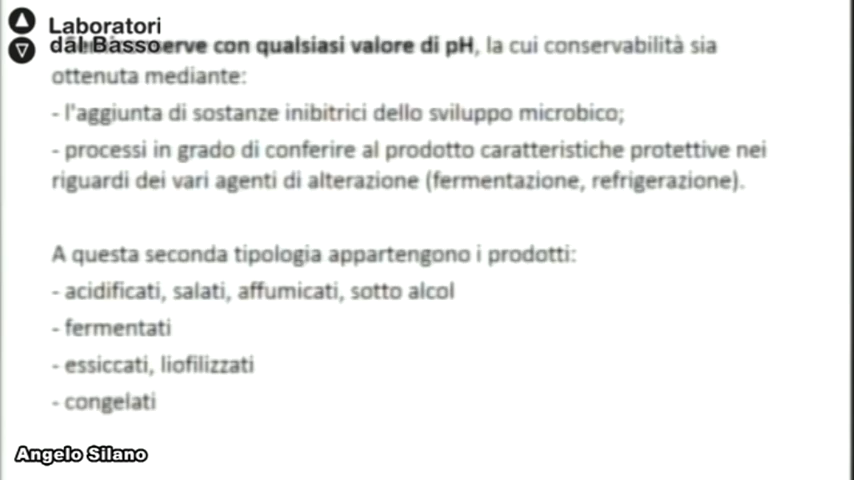 Laboratori
dal Basso
conserve con qualsiasi valore di pH, la cui conservabilità sia
ottenuta mediante:
- l'aggiunta di sostanze inibitrici dello sviluppo microbico;
- processi in grado di conferire al prodotto caratteristiche protettive nei
riguardi dei vari agenti di alterazione (fermentazione, refrigerazione).
A questa seconda tipologia appartengono i prodotti:
- acidificati, salati, affumicati, sotto alcol
- fermentati
- essiccati, liofilizzati
- congelati
Angelo Silano